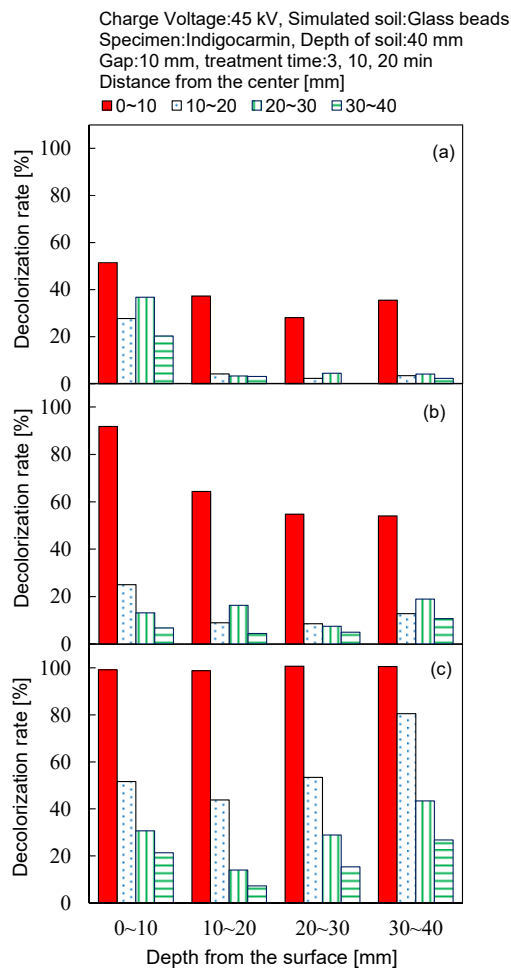 Charge Voltage:45 kV, Simulated soil:Glass beads
Specimen:Indigocarmin, Depth of soil:40 mm
Gap:10 mm, treatment time:3, 10, 20 min
Distance from the center [mm]
0~10 10~20 20~30 30~40
(a)
100
80
60
40
20
0
Decolorization rate [%]
(b)
100
80
60
40
20
0
Decolorization rate [%]
(c)
100
80
60
40
20
0
Decolorization rate [%]
0~10 10~20 20~30 30~40
Depth from the surface [mm]